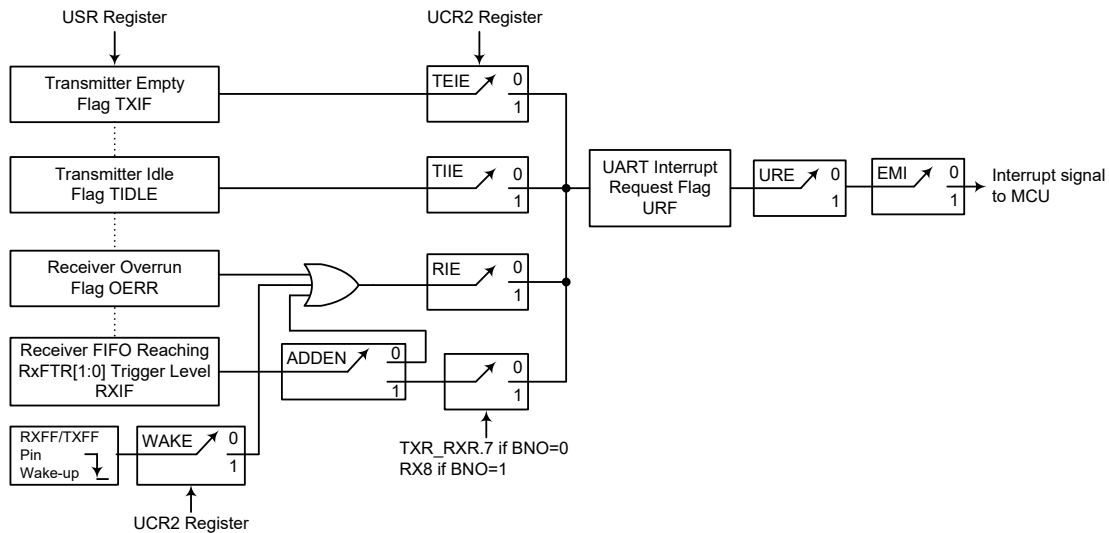 USR Register
UCR2 Register
Transmitter Empty
Flag TXIF
TEIE
0
1
Transmitter Idle
Flag TIDLE
TIIE
0
1
UART Interrupt
Request Flag
URF
URE
0
1
EMI
0
1
Interrupt signal
to MCU
Receiver Overrun
Flag OERR
RIE
0
1
Receiver FIFO Reaching
RxFTR[1:0] Trigger Level
RXIF
ADDEN
0
1
0
1
RXFF/TXFF
Pin
Wake-up
WAKE
0
1
TXR_RXR.7 if BNO=0
RX8 if BNO=1
UCR2 Register